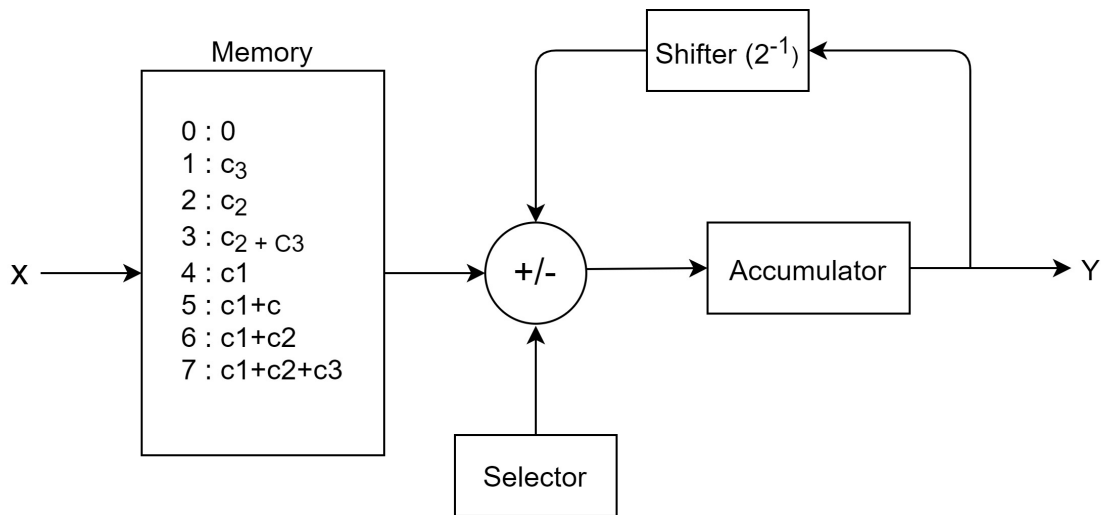 Memory
Shifter (2⁻¹)
0 : 0
1 : c₃
2 : c₂
3 : c₂ ₊ C₃
4 : c1
5 : c1+c
6 : c1+c2
7 : c1+c2+c3
X
+/-
Accumulator
Y
Selector